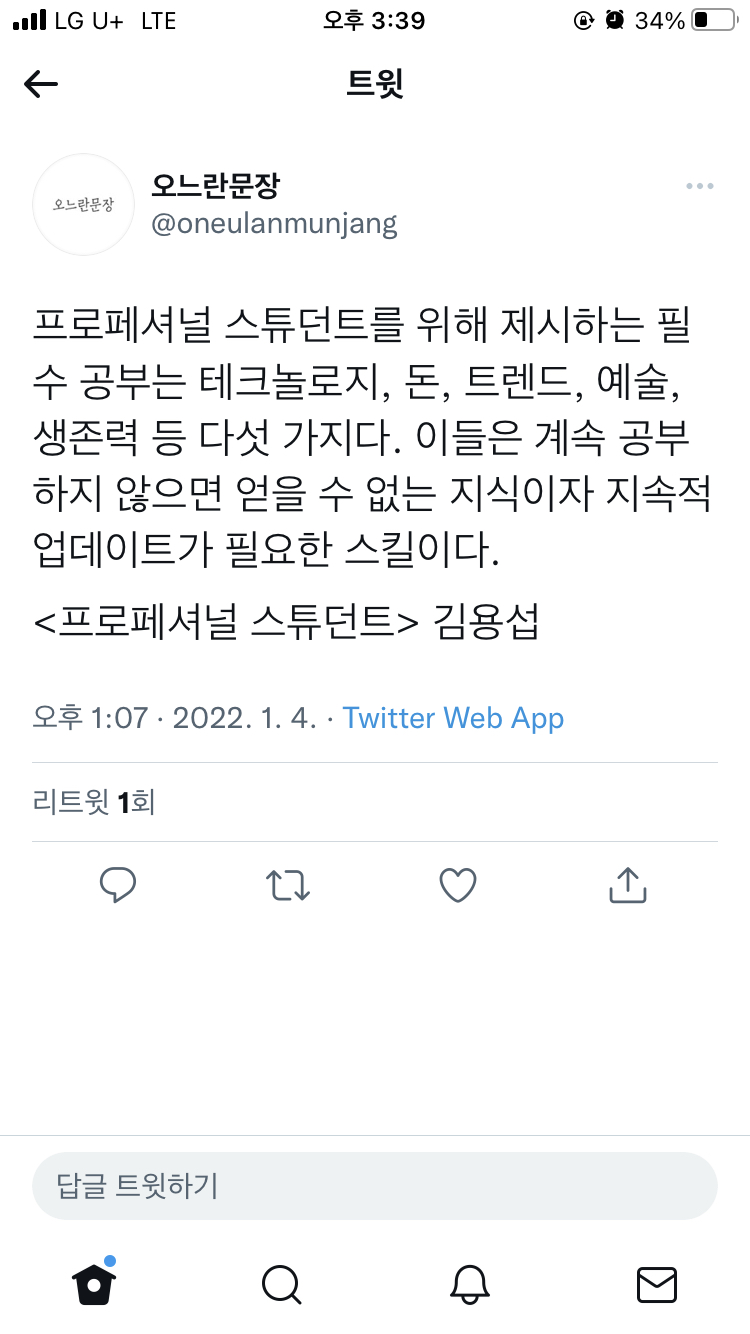 LG U+ LTE 오후 3:39 34%
트윗
오느란문장
오느란문장
@oneulanmunjang
프로페셔널 스튜던트를 위해 제시하는 필
수 공부는 테크놀로지, 돈, 트렌드, 예술,
생존력 등 다섯 가지다. 이들은 계속 공부
하지 않으면 얻을 수 없는 지식이자 지속적
업데이트가 필요한 스킬이다.
<프로페셔널 스튜던트> 김용섭
오후 1:07 · 2022. 1. 4. · Twitter Web App
리트윗 1회
답글 트윗하기